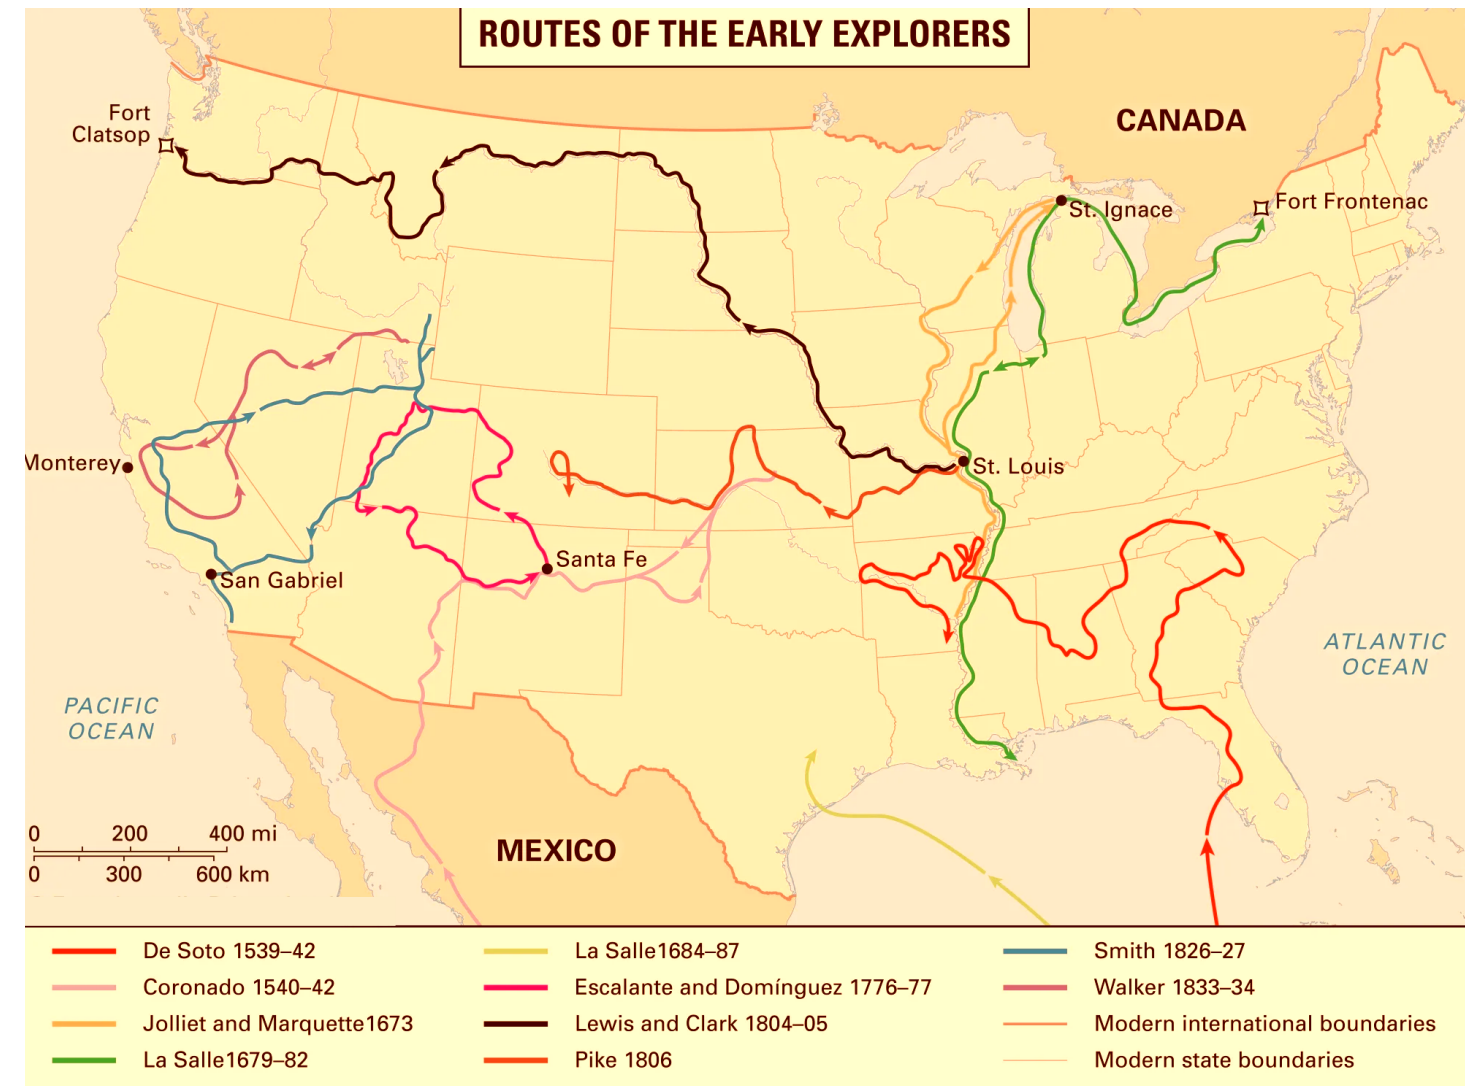 ROUTES OF THE EARLY EXPLORERS
Fort
Clatsop
CANADA
St. Ignace
Fort Frontenac
Monterey
St. Louis
Santa Fe
San Gabriel
PACIFIC
OCEAN
ATLANTIC
OCEAN
MEXICO
0 200 400 mi
0 300 600 km
De Soto 1539–42
Coronado 1540–42
Jolliet and Marquette1673
La Salle1679–82
La Salle1684–87
Escalante and Domínguez 1776–77
Lewis and Clark 1804–05
Pike 1806
Smith 1826–27
Walker 1833–34
Modern international boundaries
Modern state boundaries